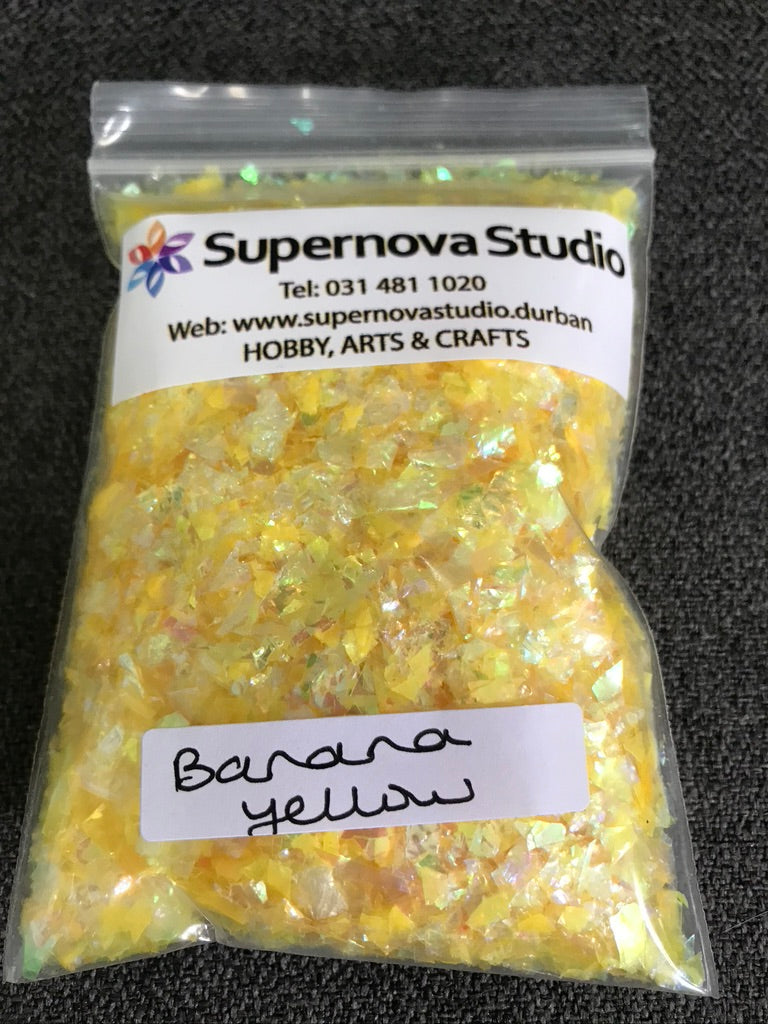 Supernova Studio
Tel: 031 481 1020
Web: www.supernovastudio.durban
HOBBY, ARTS & CRAFTS
Banana
yellow